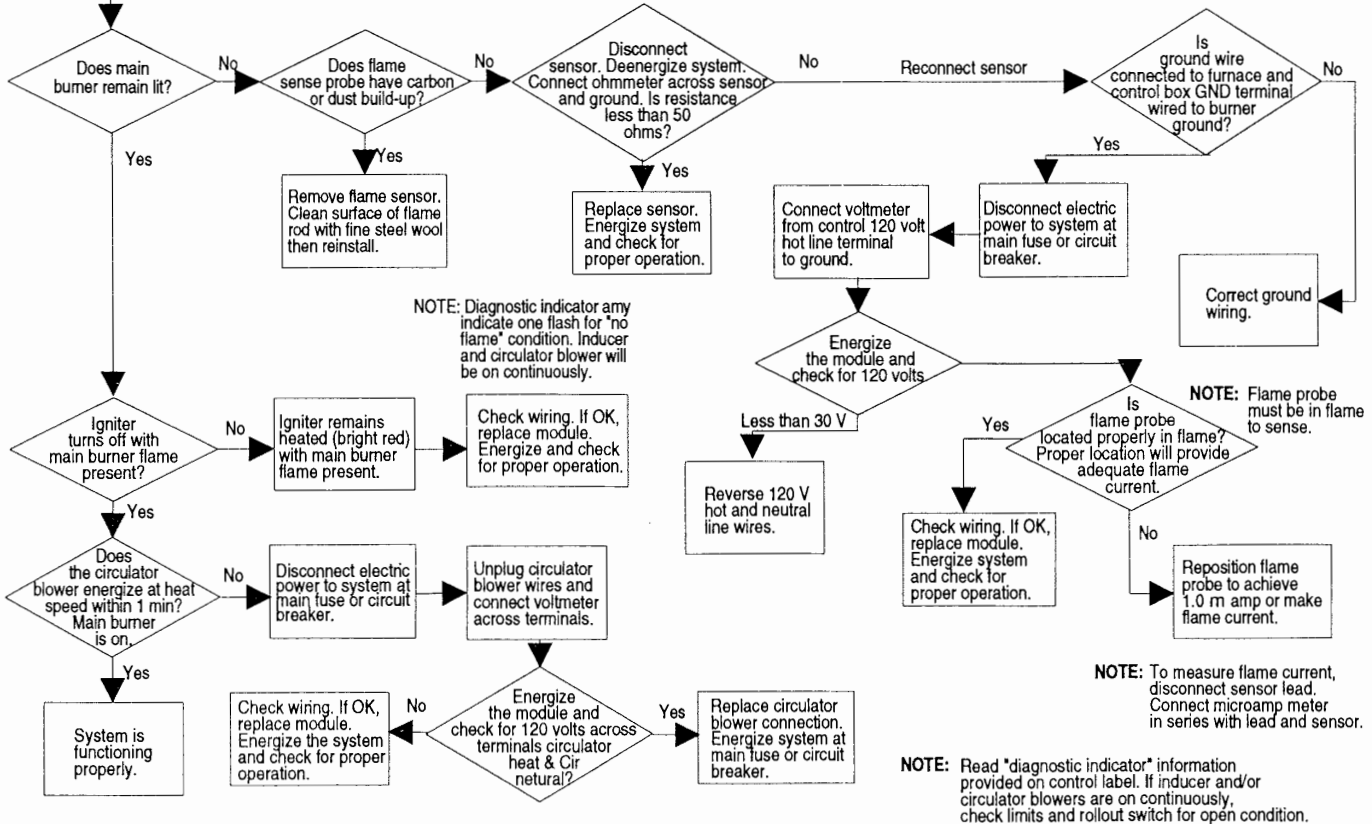 Does main
burner remain lit?
No
Does flame
sense probe have carbon
or dust build-up?
No
Disconnect
sensor. Deenergize system.
Connect ohmmeter across sensor
and ground. Is resistance
less than 50
ohms?
No
Reconnect sensor
Is
ground wire
connected to furnace and
control box GND terminal
wired to burner
ground?
No
Yes
Yes
Yes
Yes
Remove flame sensor.
Clean surface of flame
rod with fine steel wool
then reinstall.
Replace sensor.
Energize system
and check for
proper operation.
Connect voltmeter
from control 120 volt
hot line terminal
to ground.
Disconnect electric
power to system at
main fuse or circuit
breaker.
Correct ground
wiring.
NOTE: Diagnostic indicator amy
indicate one flash for "no
flame" condition. Inducer
and circulator blower will
be on continuously.
Energize
the module and
check for 120 volts
Less than 30 V
Reverse 120 V
hot and neutral
line wires.
NOTE: Flame probe
must be in flame
to sense.
Is
flame probe
located properly in flame?
Proper location will provide
adequate flame
current.
Yes
No
Check wiring. If OK,
replace module.
Energize system
and check for
proper operation.
Reposition flame
probe to achieve
1.0 m amp or make
flame current.
Igniter
turns off with
main burner flame
present?
No
Igniter remains
heated (bright red)
with main burner
flame present.
Check wiring. If OK,
replace module.
Energize and check
for proper operation.
Yes
Does
the circulator
blower energize at heat
speed within 1 min?
Main burner
is on.
No
Disconnect electric
power to system at
main fuse or circuit
breaker.
Unplug circulator
blower wires and
connect voltmeter
across terminals.
Yes
System is
functioning
properly.
Check wiring. If OK,
replace module.
Energize the system
and check for proper
operation.
No
Energize
the module and
check for 120 volts across
terminals circulator
heat & Cir
netural?
Yes
Replace circulator
blower connection.
Energize system at
main fuse or circuit
breaker.
NOTE: To measure flame current,
disconnect sensor lead.
Connect microamp meter
in series with lead and sensor.
NOTE: Read "diagnostic indicator" information
provided on control label. If inducer and/or
circulator blowers are on continuously,
check limits and rollout switch for open condition.